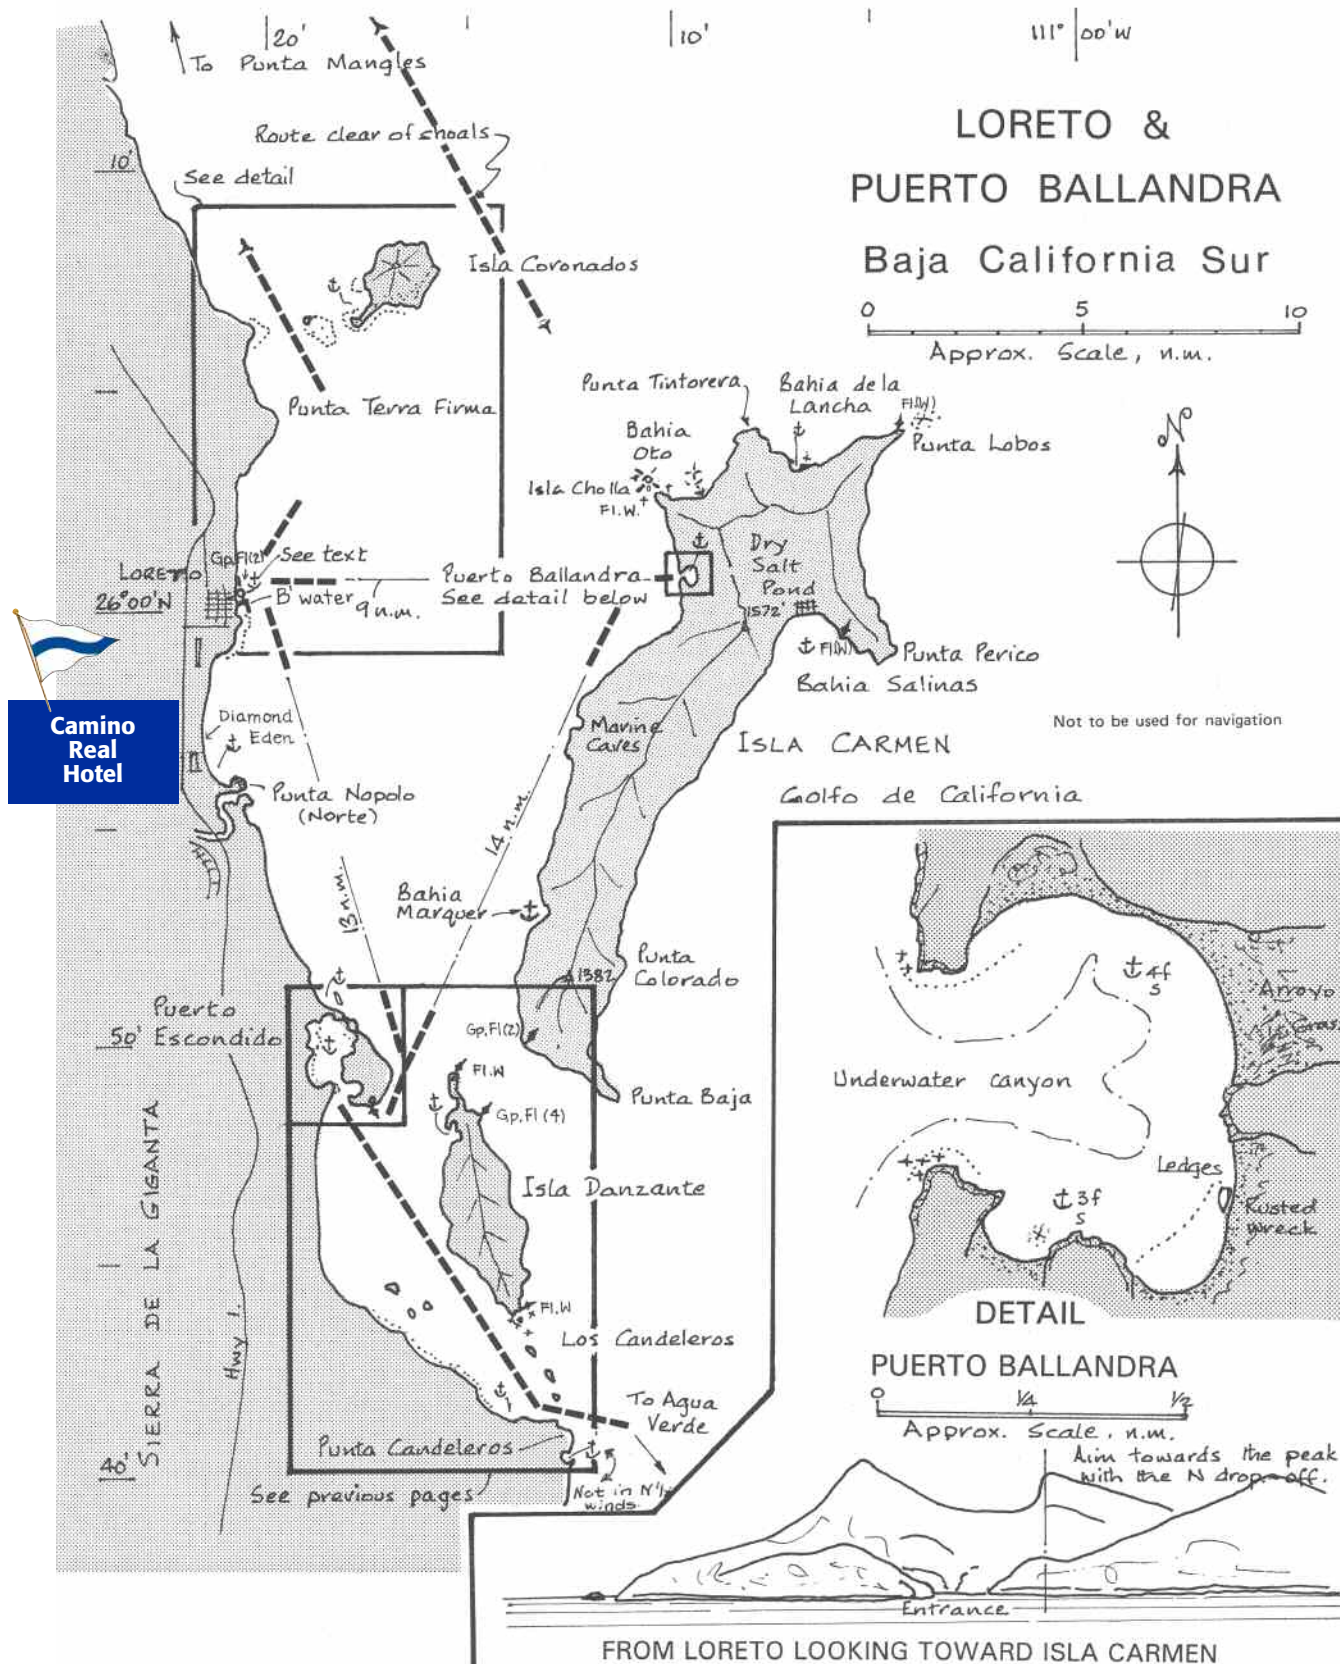 20'
10'
111° 00'W
To Punta Mangles
LORETO &
PUERTO BALLANDRA
Baja California Sur
Route clear of shoals
10'
See detail
Isla Coronados
0 5 10
Approx. Scale, n.m.
Punta Terra Firma
Punta Tintorera
Bahia de la
Lancha
Fl(W)
Punta Lobos
Bahia
Oto
Isla Cholla
Fl.W.
N
Dry
Salt
Pond
1572'
Gp.Fl(2)
See text
LORETO
26°00'N
B'water
9 n.m.
Puerto Ballandra
See detail below
Fl(W)
Punta Perico
Bahia Salinas
Camino
Real
Hotel
Diamond
Eden
Marine
Caves
ISLA CARMEN
Not to be used for navigation
Punta Nopolo
(Norte)
Golfo de California
14 n.m.
13 n.m.
Bahia
Marquer
Punta
Colorado
1382
Puerto
50' Escondido
Gp.Fl(2)
Fl.W
Gp.Fl(4)
Punta Baja
Isla Danzante
SIERRA DE LA GIGANTA
Hwy 1.
Fl.W
Los Candeleros
To Agua
Verde
Punta Candeleros
40'
See previous pages
Not in N'ly
winds
4f
S
Arroyo
Underwater canyon
Ledges
3f
S
Rusted
wreck
DETAIL
PUERTO BALLANDRA
0 1/4 1/2
Approx. Scale, n.m.
Aim towards the peak
with the N drop-off.
Entrance
FROM LORETO LOOKING TOWARD ISLA CARMEN